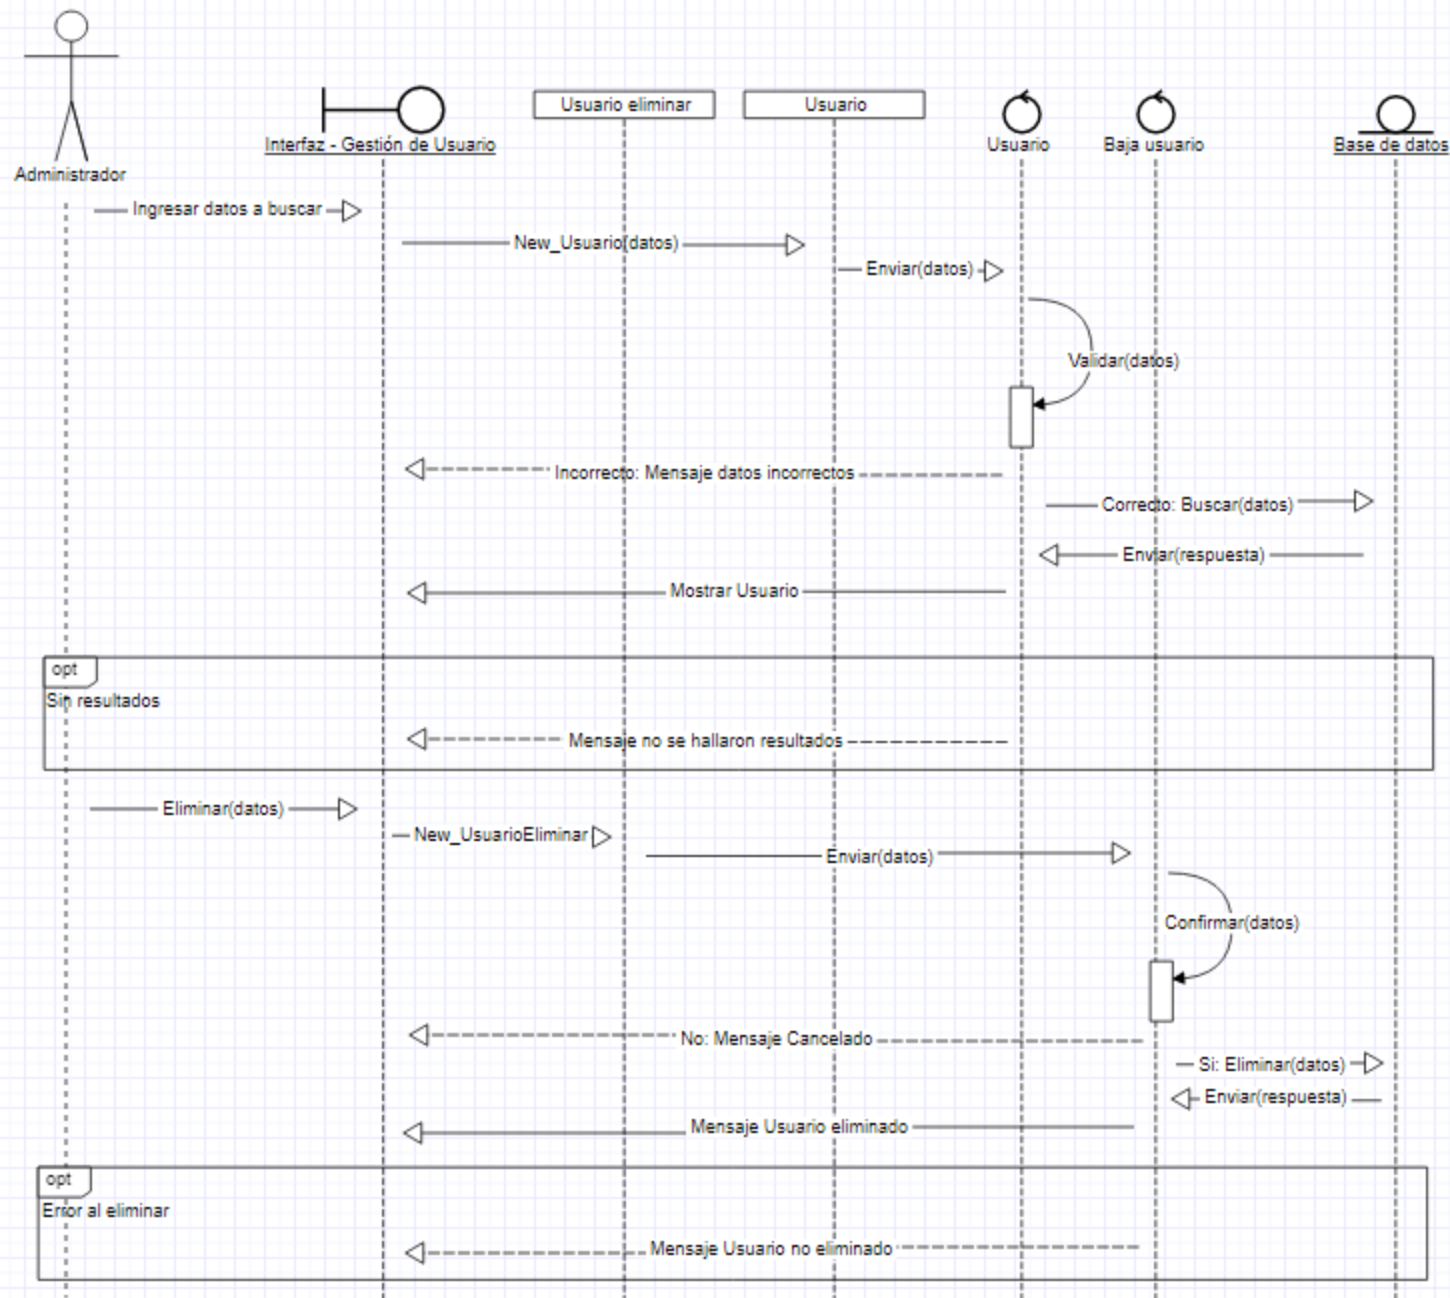 Usuario eliminar
Usuario
Interfaz - Gestión de Usuario
Usuario
Baja usuario
Base de datos
Administrador
Ingresar datos a buscar
New_Usuario(datos)
Enviar(datos)
Validar(datos)
Incorrecto: Mensaje datos incorrectos
Correcto: Buscar(datos)
Enviar(respuesta)
Mostrar Usuario
opt
Sin resultados
Mensaje no se hallaron resultados
Eliminar(datos)
New_UsuarioEliminar
Enviar(datos)
Confirmar(datos)
No: Mensaje Cancelado
Si: Eliminar(datos)
Enviar(respuesta)
Mensaje Usuario eliminado
opt
Error al eliminar
Mensaje Usuario no eliminado